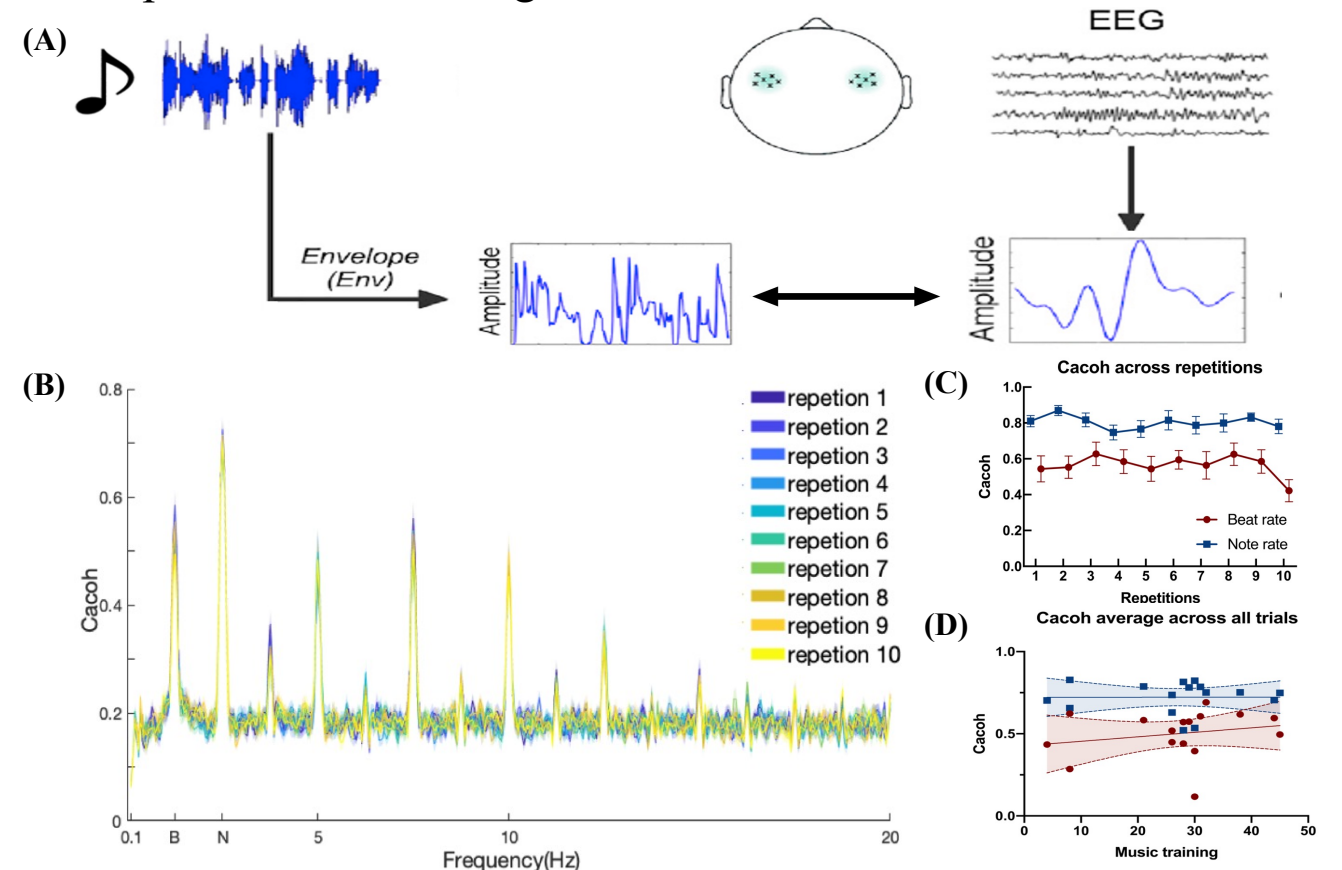 (A)
EEG
Envelope
(Env)
Amplitude
Amplitude
(B)
0.8
0.6
0.4
0.2
0
Cacoh
0.1
B
N
5
10
20
Frequency(Hz)
repetion 1
repetion 2
repetion 3
repetion 4
repetion 5
repetion 6
repetion 7
repetion 8
repetion 9
repetion 10
(C)
Cacoh across repetitions
1.0
0.8
0.6
0.4
0.2
0.0
Cacoh
Beat rate
Note rate
1 2 3 4 5 6 7 8 9 10
Repetitions
(D)
Cacoh average across all trials
1.0
0.5
0.0
Cacoh
0 10 20 30 40 50
Music training